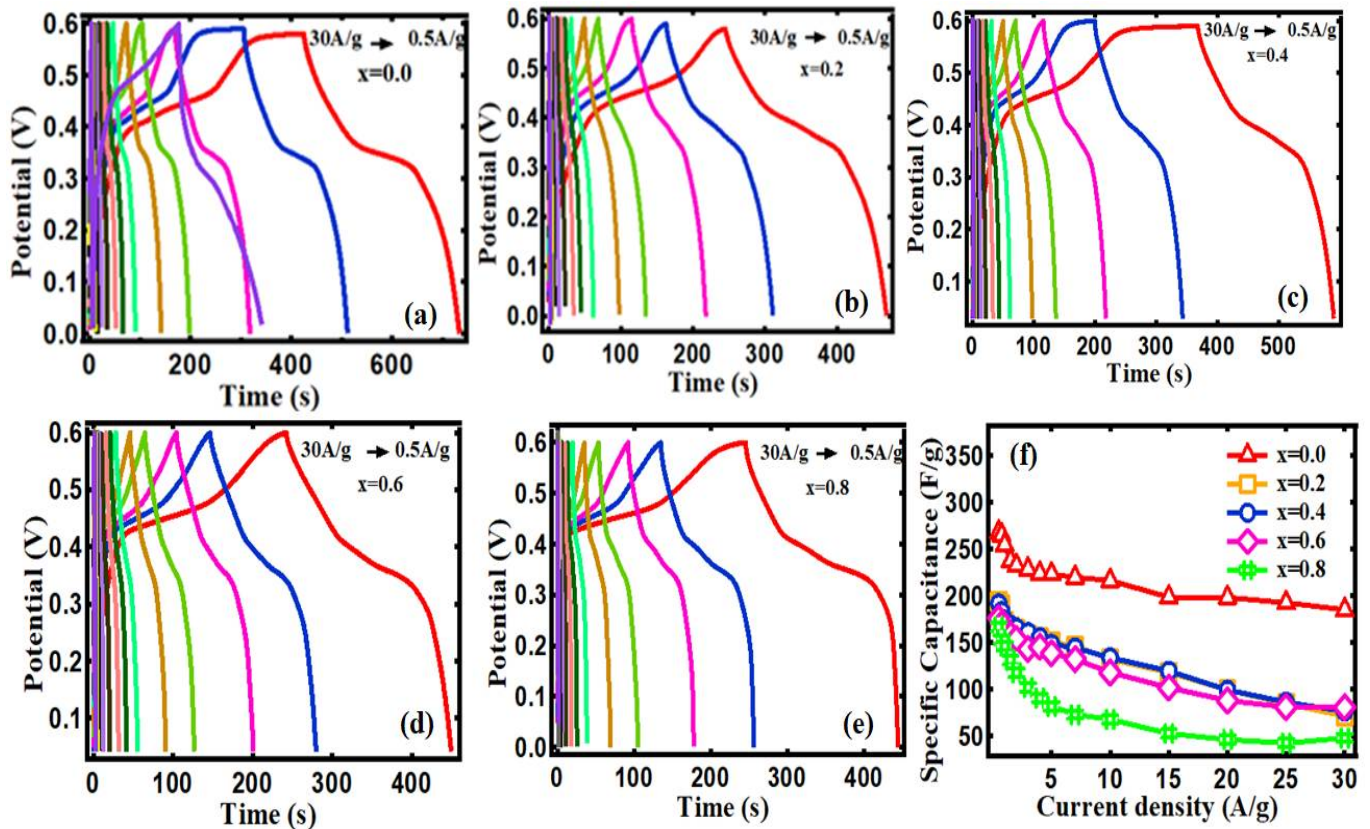 0.6
0.5
0.4
0.3
0.2
0.1
0.0
Potential (V)
30A/g → 0.5A/g
x=0.0
(a)
0 200 400 600
Time (s)
0.6
0.5
0.4
0.3
0.2
0.1
0.0
Potential (V)
30A/g → 0.5A/g
x=0.2
(b)
0 100 200 300 400
Time (s)
0.6
0.5
0.4
0.3
0.2
0.1
Potential (V)
30A/g → 0.5A/g
x=0.4
(c)
0 100 200 300 400 500
Time (s)
0.6
0.5
0.4
0.3
0.2
0.1
Potential (V)
30A/g → 0.5A/g
x=0.6
(d)
0 100 200 300 400
Time (s)
0.6
0.5
0.4
0.3
0.2
0.1
0.0
Potential (V)
30A/g → 0.5A/g
x=0.8
(e)
0 100 200 300 400
Time (s)
350
300
250
200
150
100
50
Specific Capacitance (F/g)
(f)
x=0.0
x=0.2
x=0.4
x=0.6
x=0.8
5 10 15 20 25 30
Current density (A/g)